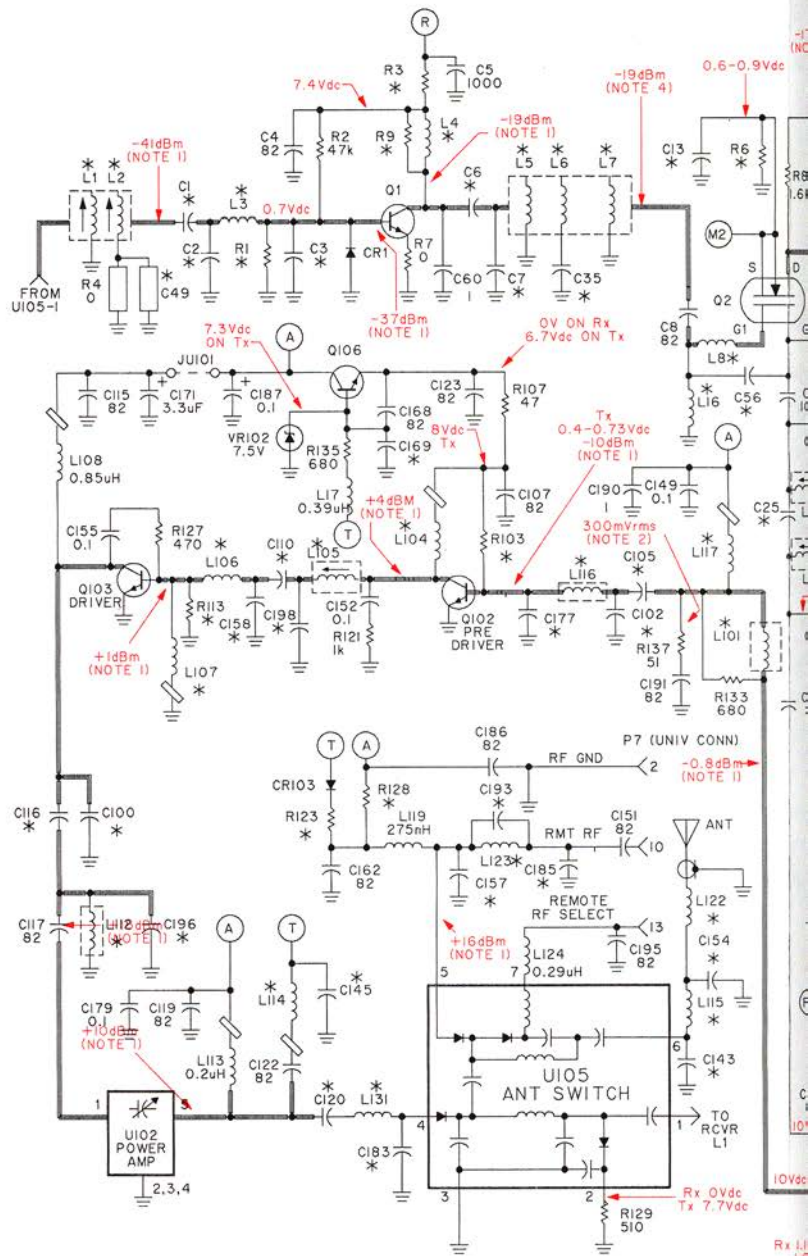 R
R3
*
C5
1000
7.4Vdc
-19dBm
(NOTE 4)
0.6-0.9Vdc
-41dBm
(NOTE 1)
C4
82
R2
47k
R9
*
L4
*
-19dBm
(NOTE 1)
C13
*
R6
*
R8
1.6k
*
L1
*
L2
C1
*
L3
*
0.7Vdc
Q1
C6
*
*
L5
*
L6
*
L7
M2
C2
*
R1
*
C3
*
CR1
R7
0
C60
1
C7
*
C35
*
S
D
Q2
G1
FROM
U105-1
R4
0
*
C49
-37dBm
(NOTE 1)
C8
82
L8*
L16
*
C56
*
7.3Vdc
ON Tx
A
Q106
0V ON Rx
6.7Vdc ON Tx
JU101
C115
82
+
C171
3.3uF
+
C187
0.1
VR102
7.5V
R135
680
C168
82
C169
*
C123
82
R107
47
8Vdc
Tx
Tx
0.4-0.73Vdc
-10dBm
(NOTE 1)
A
L108
0.85uH
L17
0.39uH
T
+4dBM
(NOTE 1)
*
L104
C107
82
R103
*
C190
1
C149
0.1
300mVrms
(NOTE 2)
*
L117
C25
*
C155
0.1
R127
470
L106
*
C110
*
L105
*
Q103
DRIVER
R113
*
C158
*
C198
*
C152
0.1
R121
1k
Q102
PRE
DRIVER
C177
*
L116
*
C102
*
C105
*
R137
51
C191
82
*
L101
R133
680
+1dBm
(NOTE 1)
L107
*
T
A
C186
82
RF GND
P7 (UNIV CONN)
2
-0.8dBm
(NOTE 1)
CR103
R123
*
R128
*
L119
275nH
C193
*
RMT RF
C151
82
10
ANT
C116
*
C100
*
C162
82
C157
*
L123*
C185
*
REMOTE
RF SELECT
13
C195
82
L122
*
C154
*
C117
82
L112
*
(NOTE 1)
C196
*
A
T
+16dBm
(NOTE 1)
5
7
L124
0.29uH
L115
*
C179
0.1
C119
82
*
L114
*
C145
6
C143
*
+10dBm
(NOTE 1)
L113
0.2uH
C122
82
U105
ANT SWITCH
1
U102
POWER
AMP
2,3,4
C120
*
L131
*
C183
*
4
1
TO
RCVR
L1
3
2
R129
510
Rx 0Vdc
Tx 7.7Vdc
10Vdc